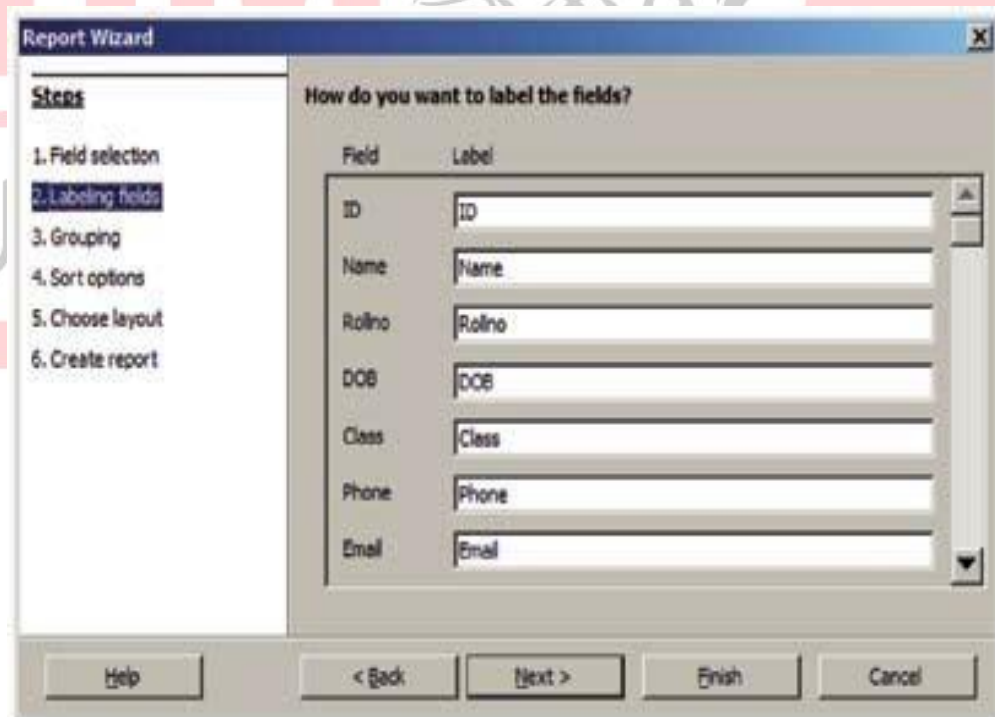 Report Wizard
Steps
1. Field selection
2. Labeling fields
3. Grouping
4. Sort options
5. Choose layout
6. Create report
How do you want to label the fields?
Field Label
ID ID
Name Name
Rollno Rollno
DOB DOB
Class Class
Phone Phone
Email Email
Help < Back Next > Finish Cancel